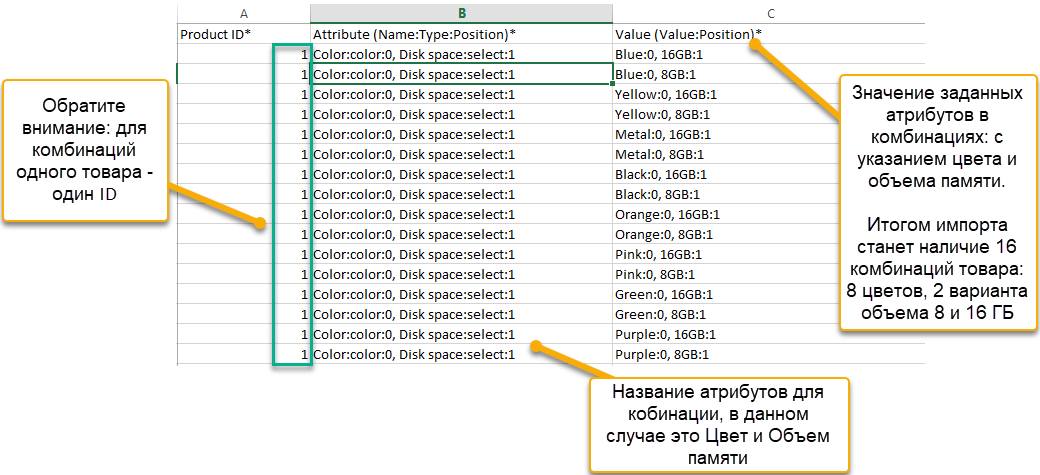 A B C
Product ID* Attribute (Name:Type:Position)* Value (Value:Position)*
1 Color:color:0, Disk space:select:1 Blue:0, 16GB:1
1 Color:color:0, Disk space:select:1 Blue:0, 8GB:1
1 Color:color:0, Disk space:select:1 Yellow:0, 16GB:1
1 Color:color:0, Disk space:select:1 Yellow:0, 8GB:1
1 Color:color:0, Disk space:select:1 Metal:0, 16GB:1
1 Color:color:0, Disk space:select:1 Metal:0, 8GB:1
1 Color:color:0, Disk space:select:1 Black:0, 16GB:1
1 Color:color:0, Disk space:select:1 Black:0, 8GB:1
1 Color:color:0, Disk space:select:1 Orange:0, 16GB:1
1 Color:color:0, Disk space:select:1 Orange:0, 8GB:1
1 Color:color:0, Disk space:select:1 Pink:0, 16GB:1
1 Color:color:0, Disk space:select:1 Pink:0, 8GB:1
1 Color:color:0, Disk space:select:1 Green:0, 16GB:1
1 Color:color:0, Disk space:select:1 Green:0, 8GB:1
1 Color:color:0, Disk space:select:1 Purple:0, 16GB:1
1 Color:color:0, Disk space:select:1 Purple:0, 8GB:1
Обратите
внимание: для
комбинаций
одного товара -
один ID
Значение заданных
атрибутов в
комбинациях: с
указанием цвета и
объема памяти.
Итогом импорта
станет наличие 16
комбинаций товара:
8 цветов, 2 варианта
объема 8 и 16 ГБ
Название атрибутов для
кобинации, в данном
случае это Цвет и Объем
памяти